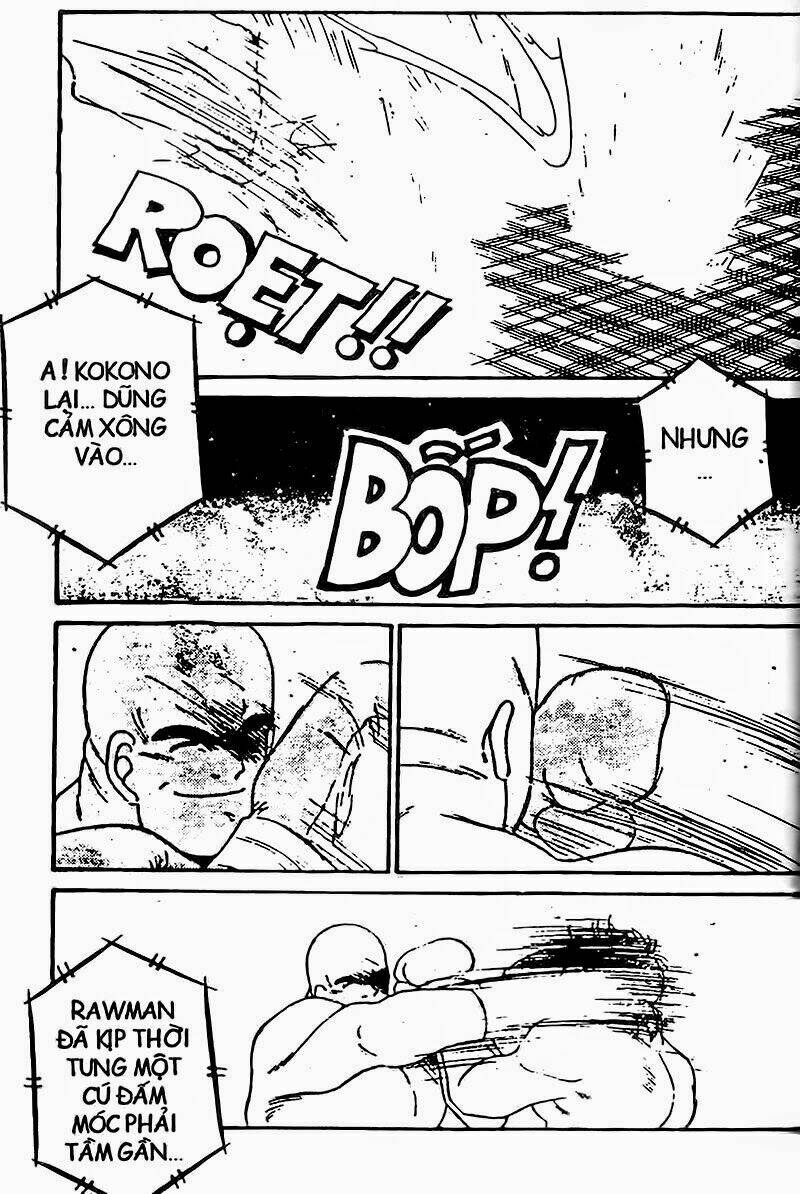 ROẸT!!
A! KOKONO
LẠI... DŨNG
CẢM XÔNG
VÀO...
NHƯNG
...
BỐP!
RAWMAN
ĐÃ KỊP THỜI
TUNG MỘT
CÚ ĐẤM
MÓC PHẢI
TẦM GẦN...